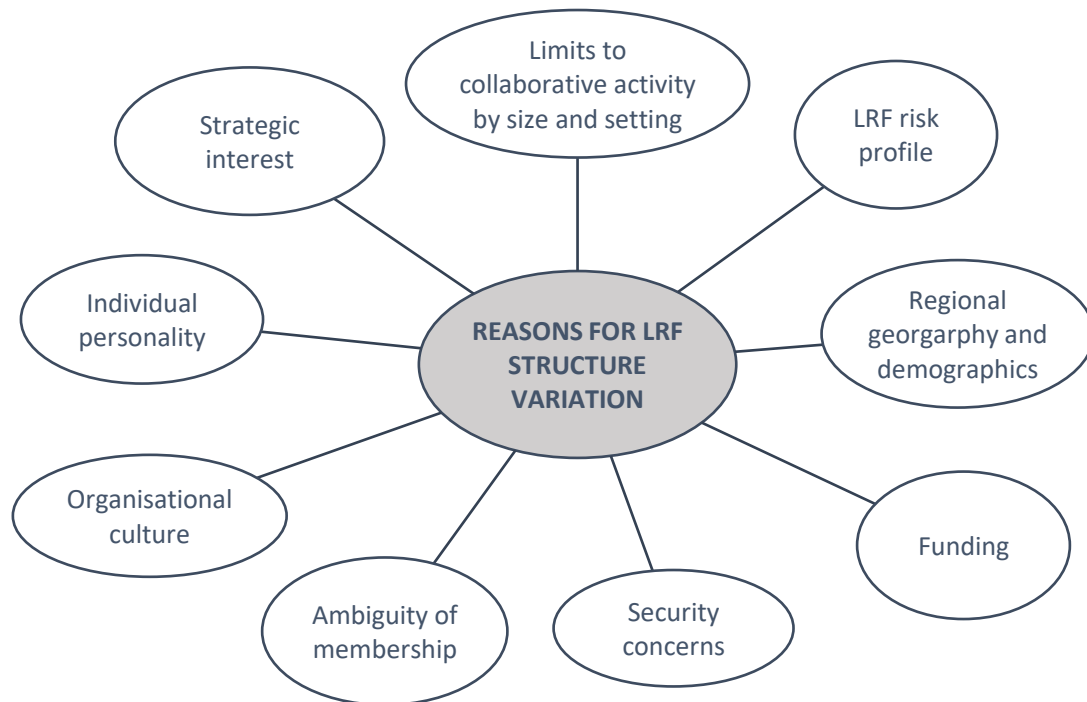 Limits to
collaborative activity
by size and setting
Strategic
interest
LRF risk
profile
Individual
personality
REASONS FOR LRF
STRUCTURE
VARIATION
Regional
georgarphy and
demographics
Organisational
culture
Funding
Ambiguity of
membership
Security
concerns